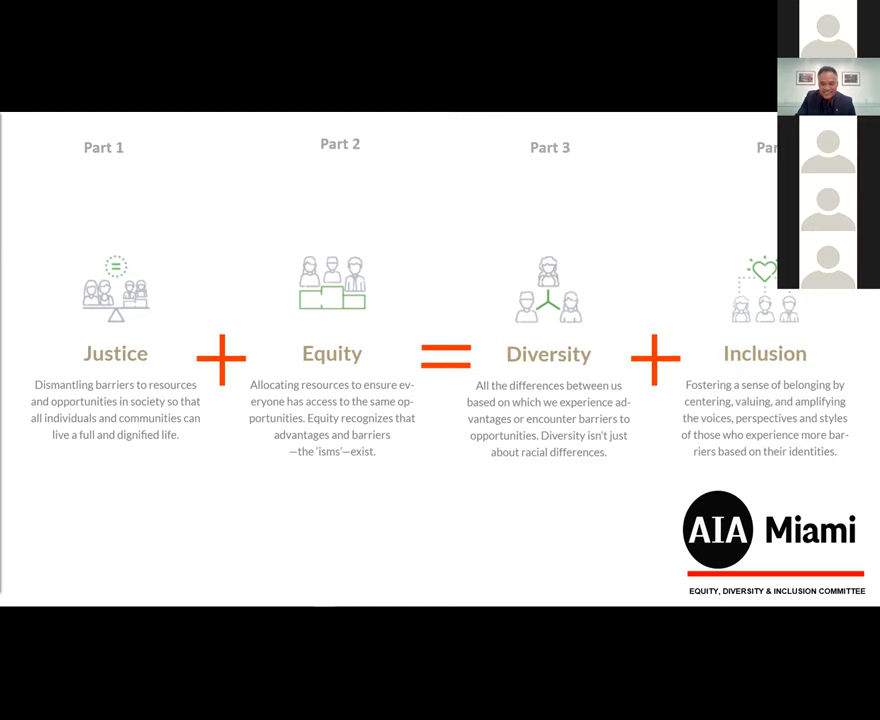 Part 1
Part 2
Part 3
Par
=
Justice
+
Equity
=
Diversity
+
Inclusion
Dismantling barriers to resources
and opportunities in society so that
all individuals and communities can
live a full and dignified life.
Allocating resources to ensure ev-
eryone has access to the same op-
portunities. Equity recognizes that
advantages and barriers
—the ‘isms’—exist.
All the differences between us
based on which we experience ad-
vantages or encounter barriers to
opportunities. Diversity isn’t just
about racial differences.
Fostering a sense of belonging by
centering, valuing, and amplifying
the voices, perspectives and styles
of those who experience more bar-
riers based on their identities.
AIA Miami
EQUITY, DIVERSITY & INCLUSION COMMITTEE